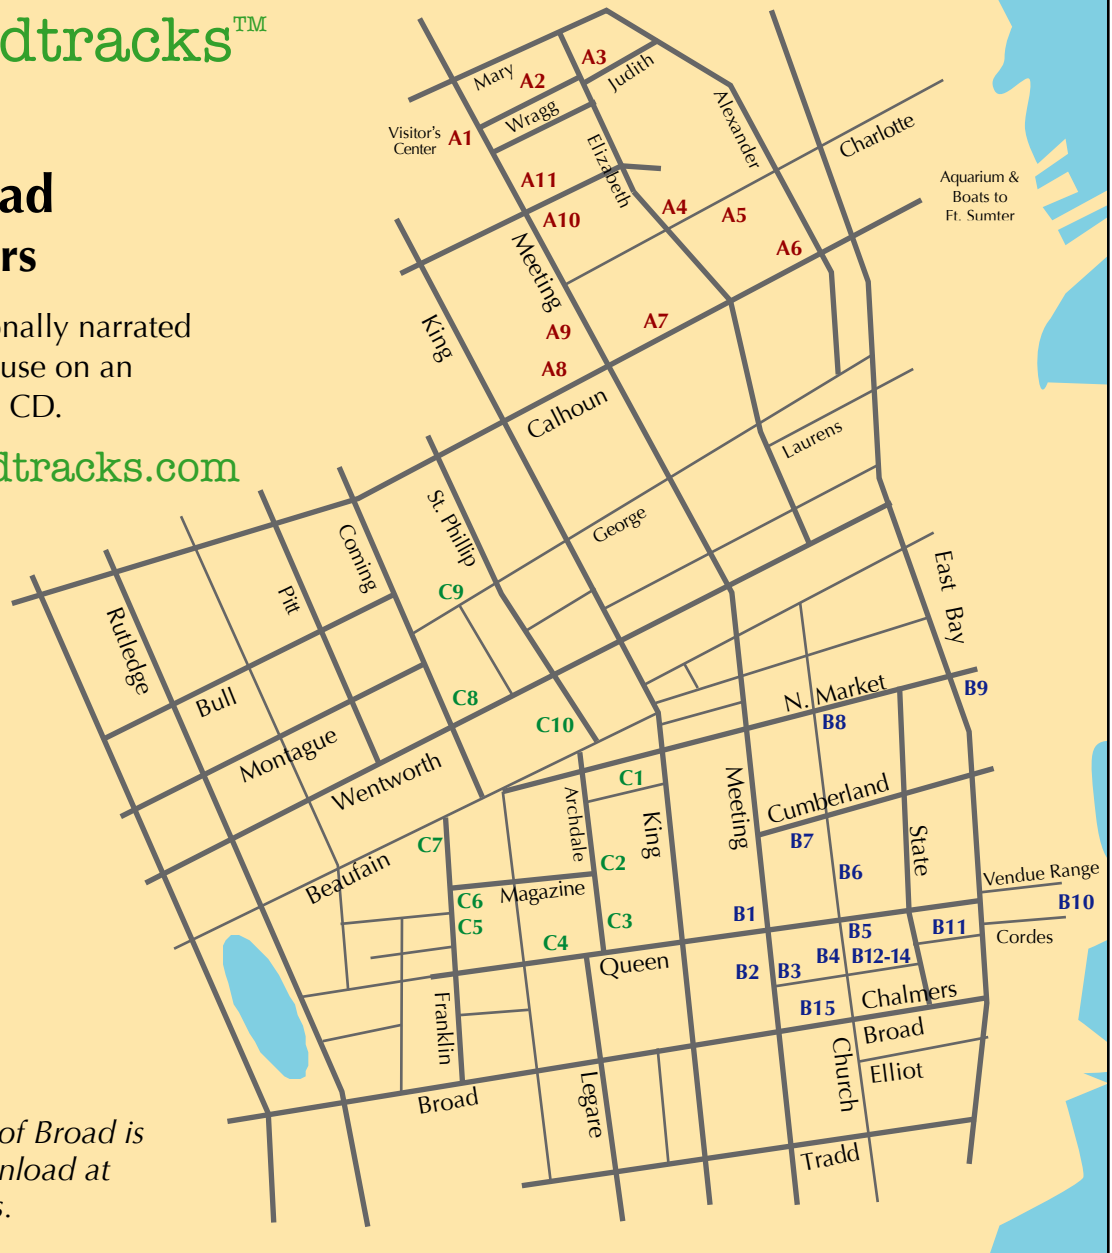 dtracks™
ad
rs
onally narrated
use on an
CD.
dtracks.com
of Broad is
nload at
s.
Mary
A2
A3
Judith
Wragg
Visitor's
Center
A1
Elizabeth
Alexander
Charlotte
Aquarium &
Boats to
Ft. Sumter
A11
A10
A4
A5
A6
Meeting
King
A9
A7
A8
Calhoun
Laurens
St. Phillip
George
Coming
Pitt
Rutledge
East Bay
C9
Bull
C8
C10
Montague
Wentworth
N. Market
B9
B8
C1
Archdale
King
Meeting
Cumberland
State
C7
Beaufain
C2
B7
B6
Vendue Range
B10
Magazine
C6
C5
C3
C4
B1
B5
B11
Cordes
Queen
B2
B3
B4
B12-14
Franklin
Chalmers
B15
Broad
Church
Elliot
Broad
Legare
Tradd